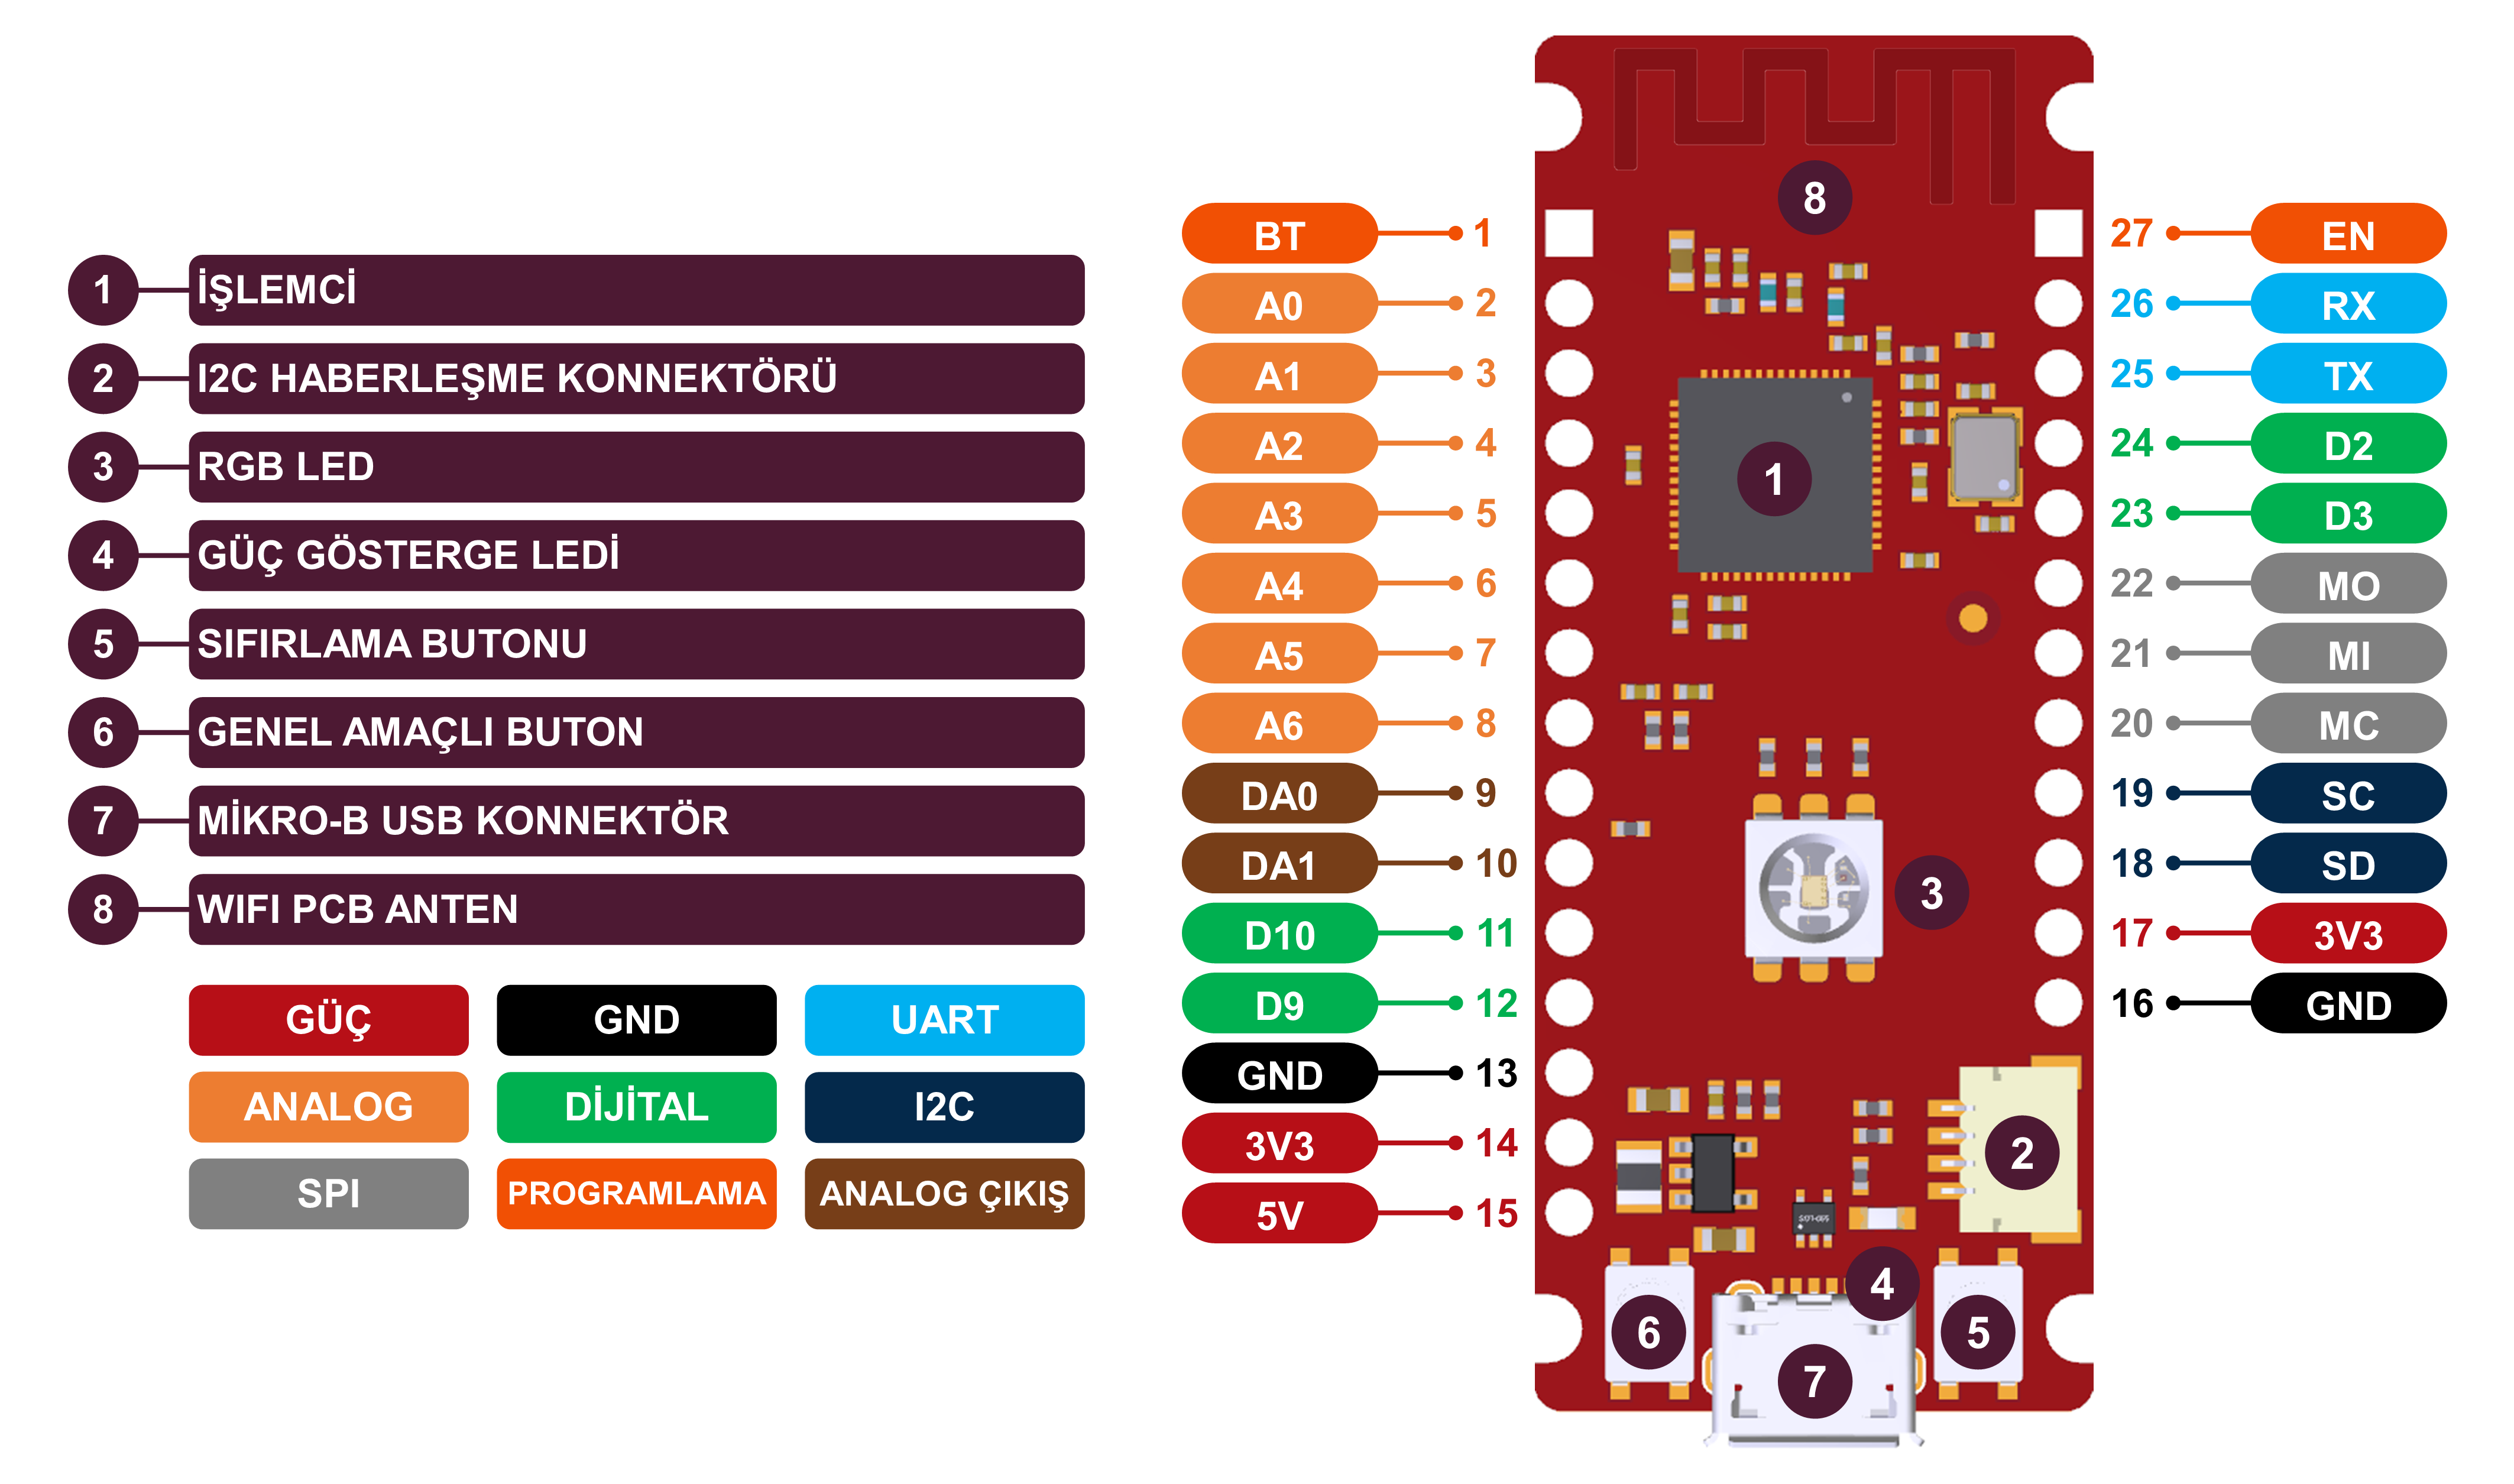 1 İŞLEMCİ
2 I2C HABERLEŞME KONNEKTÖRÜ
3 RGB LED
4 GÜÇ GÖSTERGE LEDİ
5 SIFIRLAMA BUTONU
6 GENEL AMAÇLI BUTON
7 MİKRO-B USB KONNEKTÖR
8 WIFI PCB ANTEN
GÜÇ GND UART
ANALOG DİJİTAL I2C
SPI PROGRAMLAMA ANALOG ÇIKIŞ
BT 1
A0 2
A1 3
A2 4
A3 5
A4 6
A5 7
A6 8
DA0 9
DA1 10
D10 11
D9 12
GND 13
3V3 14
5V 15
8
1
3
2
4
6
5
7
27 EN
26 RX
25 TX
24 D2
23 D3
22 MO
21 MI
20 MC
19 SC
18 SD
17 3V3
16 GND